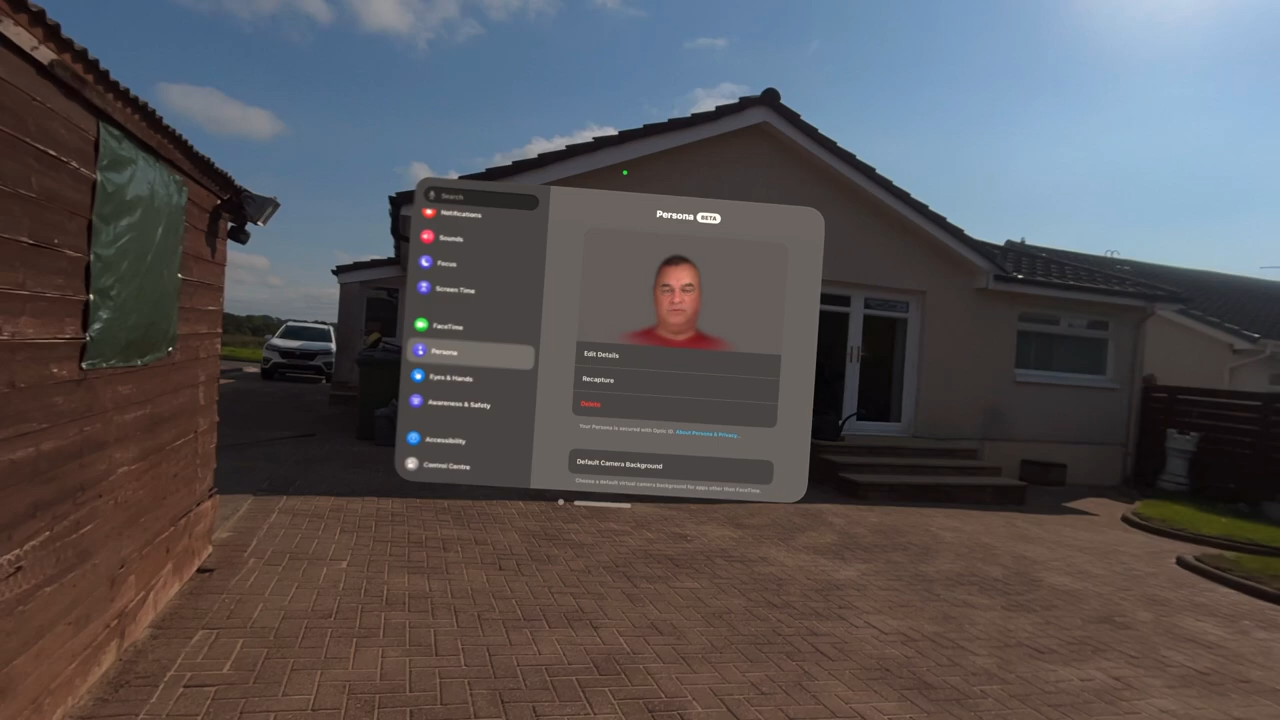 Search
Notifications
Sounds
Focus
Screen Time
FaceTime
Persona
Eyes & Hands
Awareness & Safety
Accessibility
Control Centre
Persona BETA
Edit Details
Recapture
Delete
Your Persona is secured with Optic ID. About Persona & Privacy...
Default Camera Background
Choose a default virtual camera background for apps other than FaceTime.